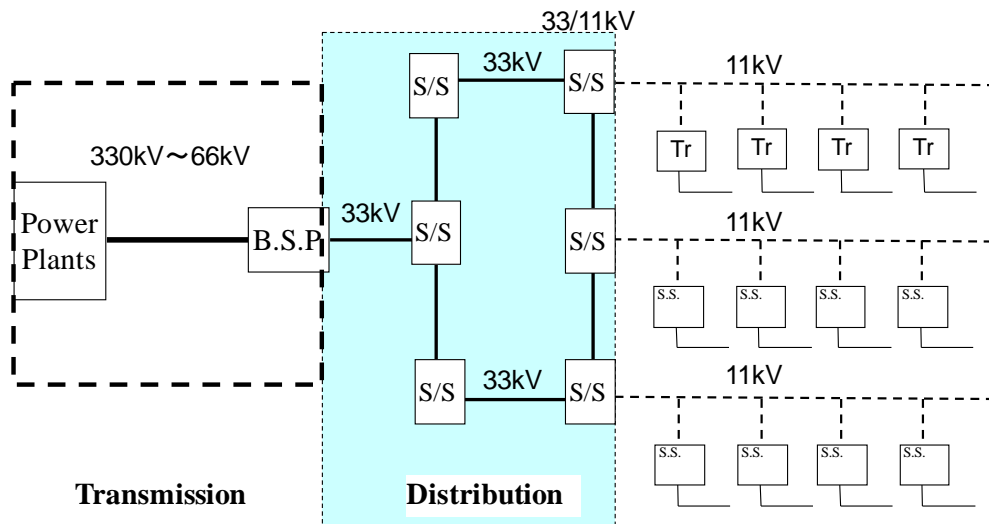 33/11kV
33kV
11kV
S/S
S/S
330kV～66kV
Tr
Tr
Tr
Tr
Power
Plants
B.S.P
33kV
S/S
S/S
11kV
S.S.
S.S.
S.S.
S.S.
S/S
33kV
S/S
11kV
S.S.
S.S.
S.S.
S.S.
Transmission
Distribution